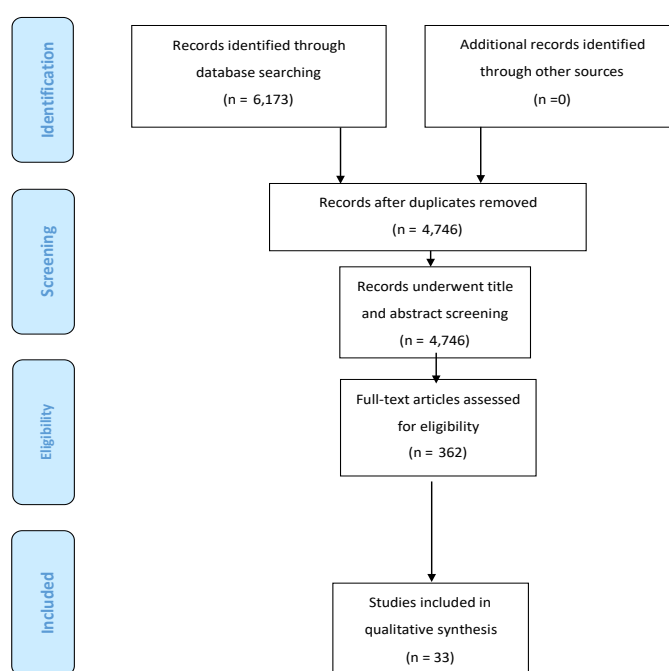 Identification
Records identified through
database searching
(n = 6,173)
Additional records identified
through other sources
(n =0)
Screening
Records after duplicates removed
(n = 4,746)
Records underwent title
and abstract screening
(n = 4,746)
Eligibility
Full-text articles assessed
for eligibility
(n = 362)
Included
Studies included in
qualitative synthesis
(n = 33)